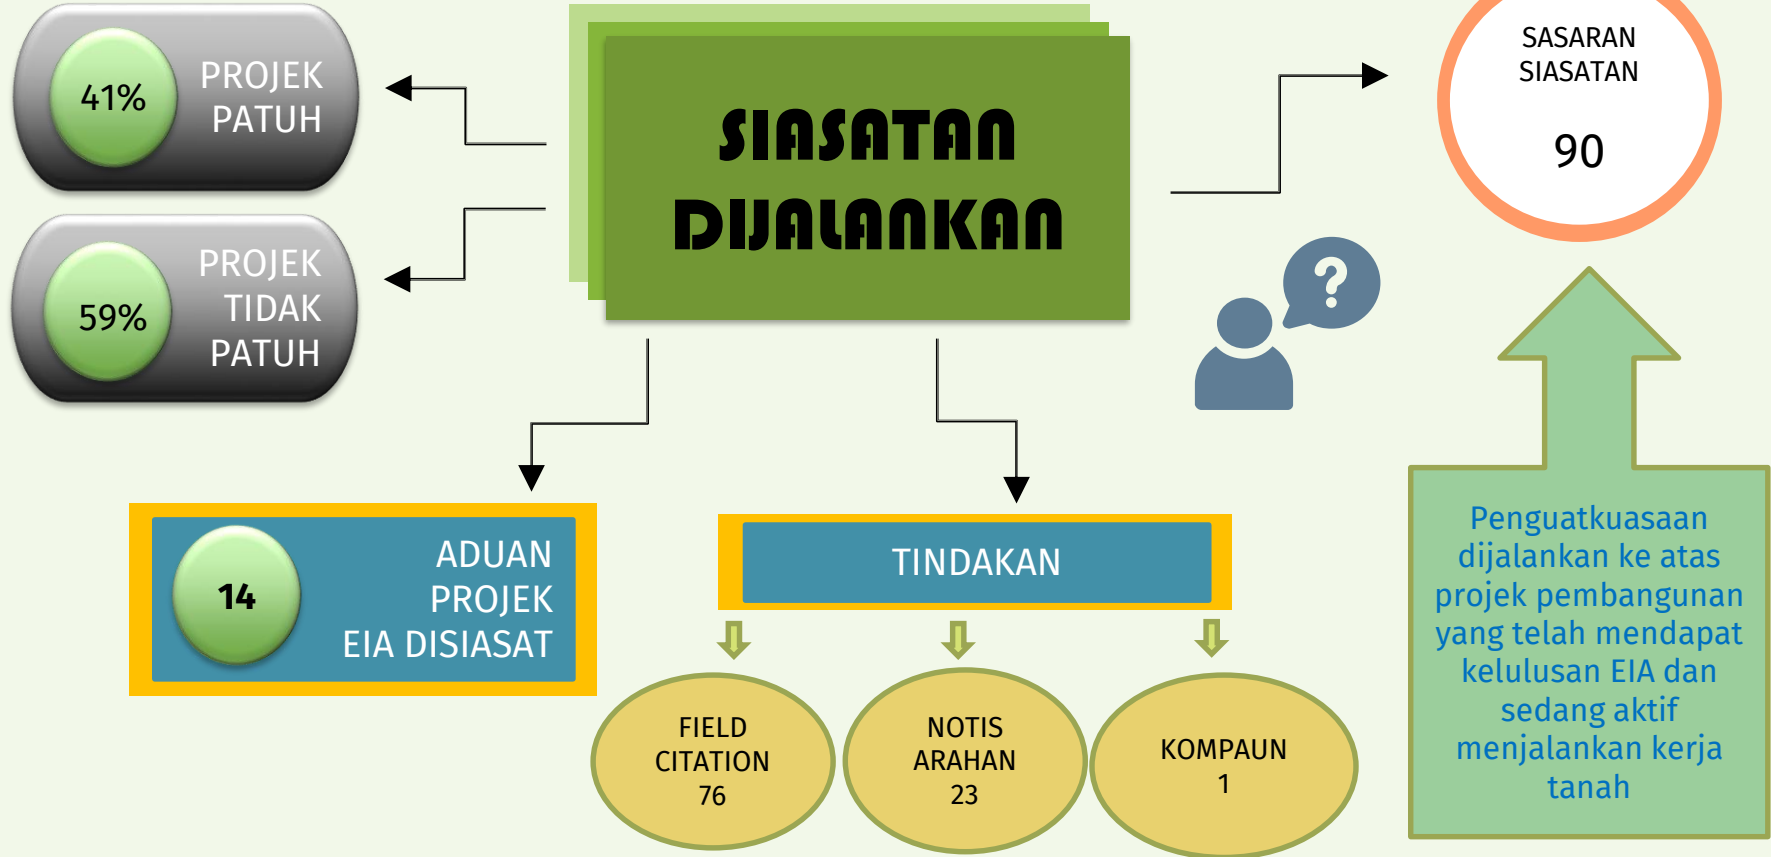 41%
PROJEK
PATUH
59%
PROJEK
TIDAK
PATUH
SIASATAN
DIJALANKAN
SASARAN
SIASATAN
90
?
14
ADUAN
PROJEK
EIA DISIASAT
TINDAKAN
FIELD
CITATION
76
NOTIS
ARAHAN
23
KOMPAUN
1
Penguatkuasaan
dijalankan ke atas
projek pembangunan
yang telah mendapat
kelulusan EIA dan
sedang aktif
menjalankan kerja
tanah